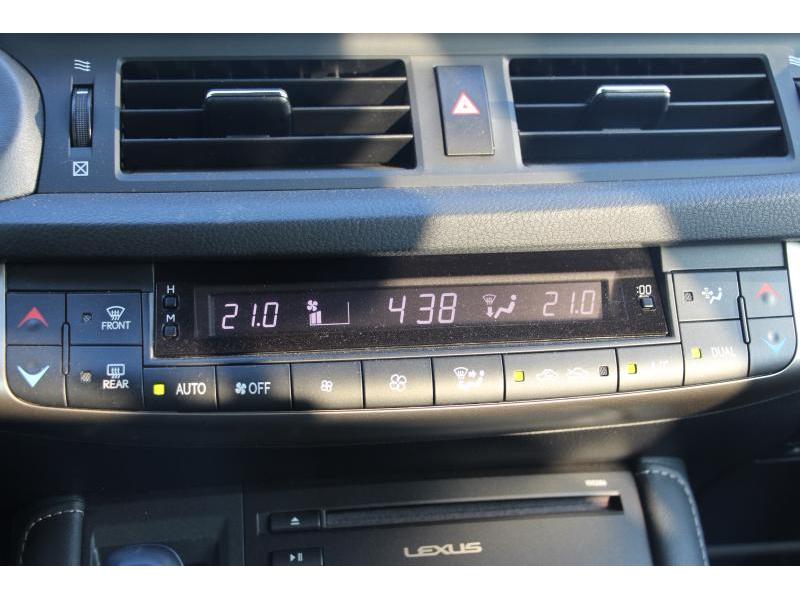 H
21.0 438 21.0
:00
M
FRONT
DUAL
REAR
AUTO
OFF
A/C
LEXUS